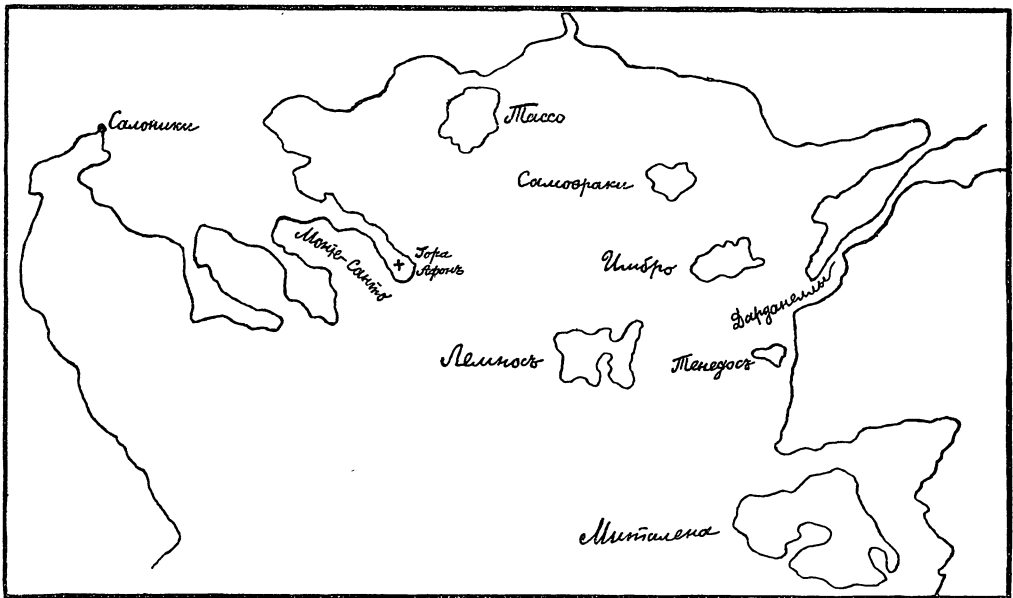 Салоники
Тассо
Самофраки
Монте-Санто
Гора
Афонъ
Имбро
Дарданеллы
Лемносъ
Тенедосъ
Митилена